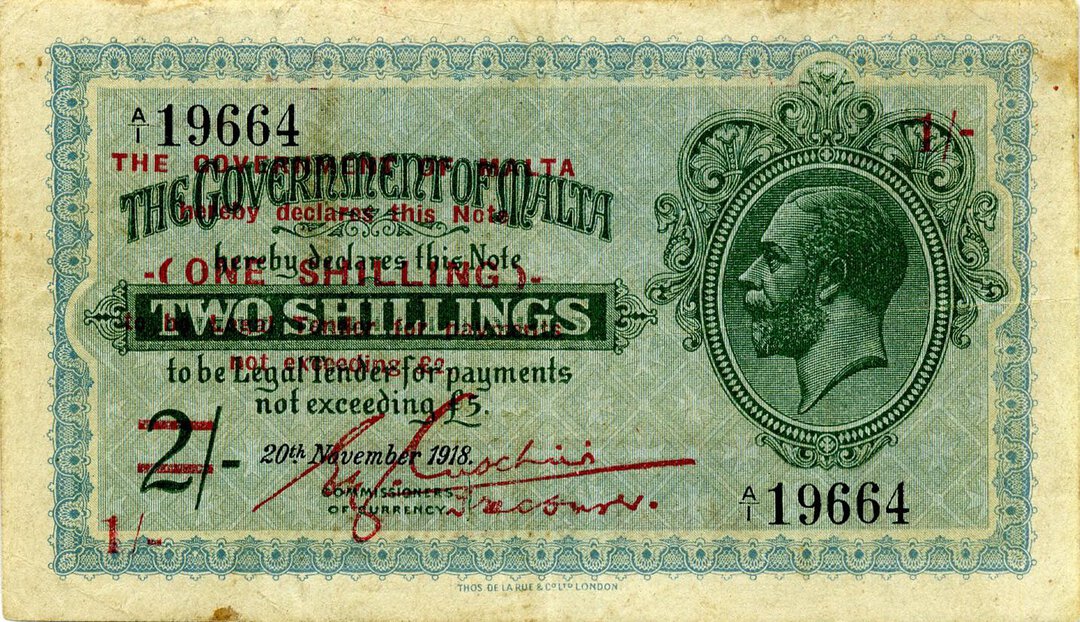 A/1 19664
1/-
THE GOVERNMENT OF MALTA
THE GOVERNMENT OF MALTA
hereby declares this Note
hereby declares this Note
-(ONE SHILLING)-
TWO SHILLINGS
to be Legal Tender for payments
not exceeding £2
to be Legal Tender for payments
not exceeding £5.
2/-
20th November 1918.
COMMISSIONERS
OF CURRENCY
Treasurer.
A/1 19664
1/-
THOS. DE LA RUE & CO. LTD LONDON